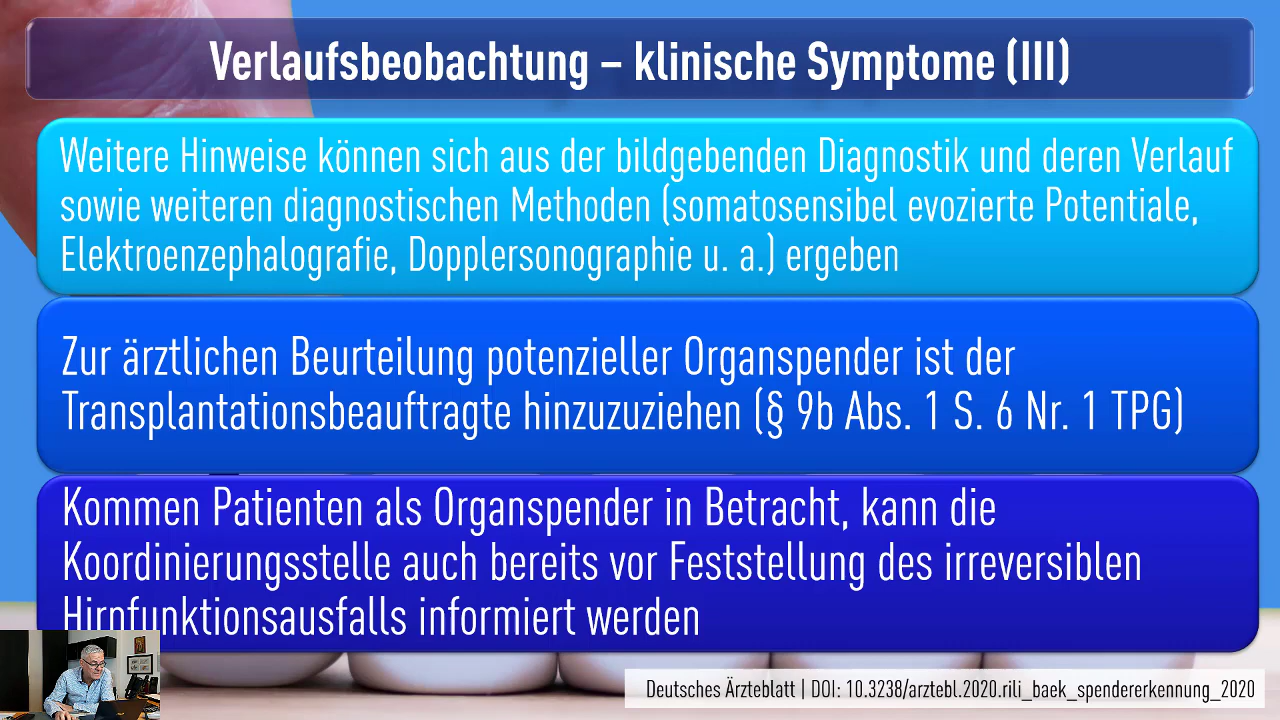 Verlaufsbeobachtung – klinische Symptome (III)
Weitere Hinweise können sich aus der bildgebenden Diagnostik und deren Verlauf
sowie weiteren diagnostischen Methoden (somatosensibel evozierte Potentiale,
Elektroenzephalografie, Dopplersonographie u. a.) ergeben
Zur ärztlichen Beurteilung potenzieller Organspender ist der
Transplantationsbeauftragte hinzuzuziehen (§ 9b Abs. 1 S. 6 Nr. 1 TPG)
Kommen Patienten als Organspender in Betracht, kann die
Koordinierungsstelle auch bereits vor Feststellung des irreversiblen
Hirnfunktionsausfalls informiert werden
Deutsches Ärzteblatt | DOI: 10.3238/arztebl.2020.rili_baek_spendererkennung_2020